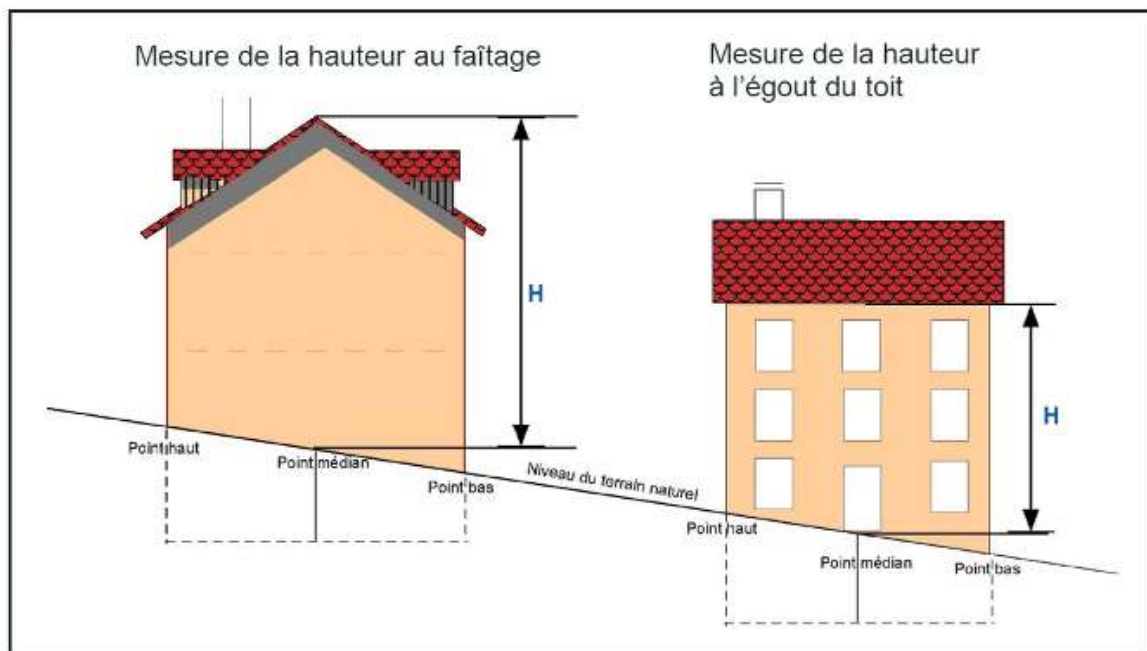 Mesure de la hauteur au faîtage
H
Point haut
Point médian
Point bas
Niveau du terrain naturel
Mesure de la hauteur
à l'égout du toit
H
Point haut
Point médian
Point bas